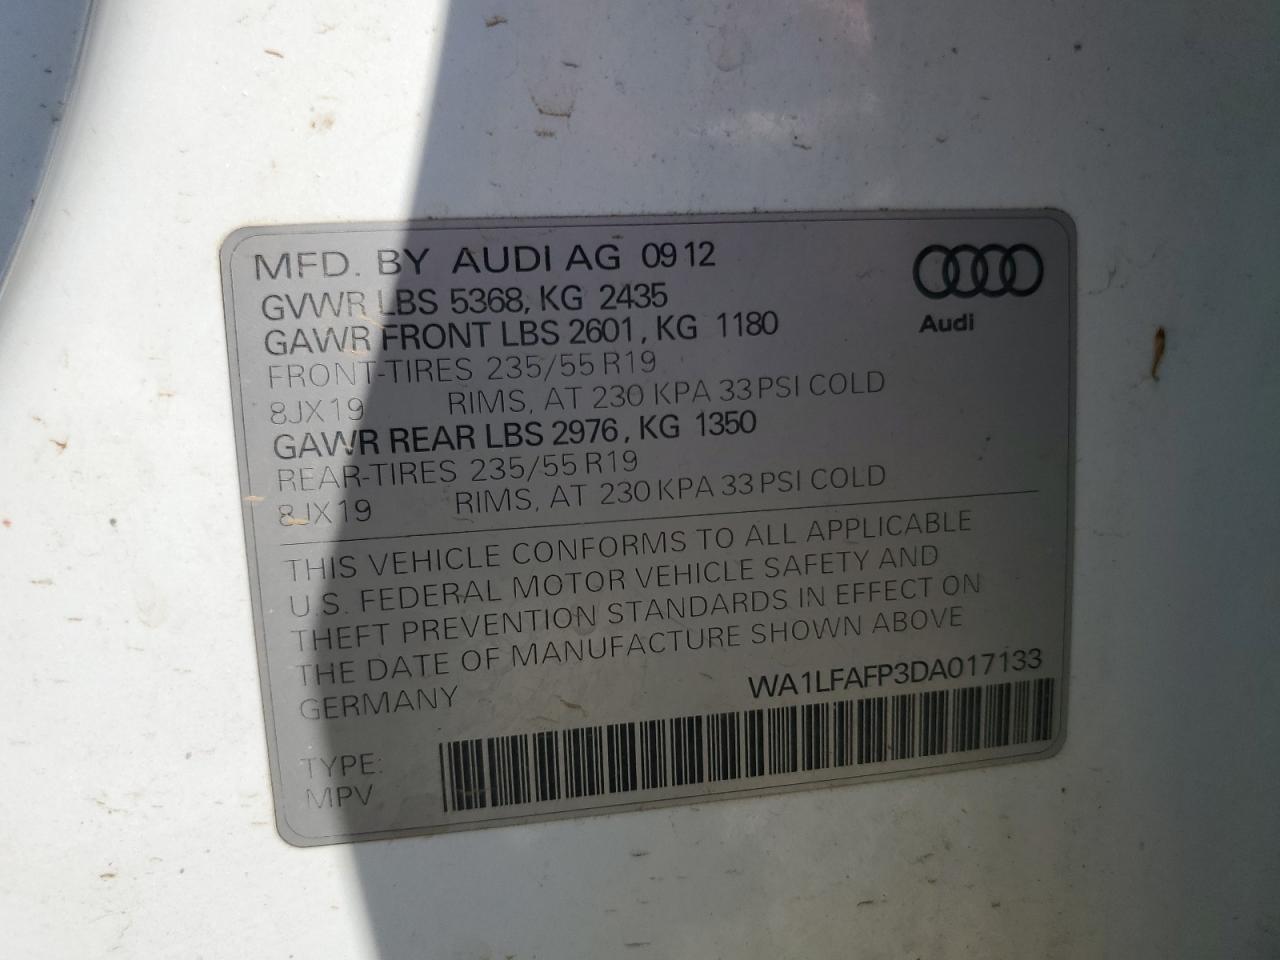 MFD. BY AUDI AG 09 12
GVWR LBS 5368, KG 2435
GAWR FRONT LBS 2601, KG 1180
FRONT-TIRES 235/55 R19
8JX19 RIMS, AT 230 KPA 33 PSI COLD
GAWR REAR LBS 2976, KG 1350
REAR-TIRES 235/55 R19
8JX19 RIMS, AT 230 KPA 33 PSI COLD
Audi
THIS VEHICLE CONFORMS TO ALL APPLICABLE
U.S. FEDERAL MOTOR VEHICLE SAFETY AND
THEFT PREVENTION STANDARDS IN EFFECT ON
THE DATE OF MANUFACTURE SHOWN ABOVE
GERMANY WA1LFAFP3DA017133
TYPE:
MPV